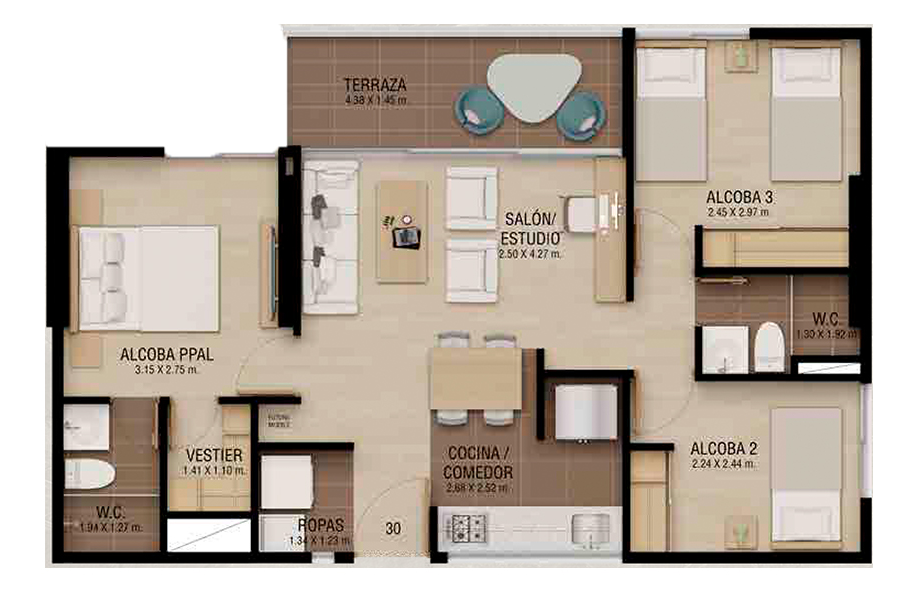 TERRAZA
4.38 X 1.45 m.
ALCOBA 3
2.45 X 2.97 m.
SALÓN/
ESTUDIO
2.50 X 4.27 m.
W.C.
1.30 X 1.92 m.
ALCOBA PPAL
3.15 X 2.75 m.
FUTURO
MUEBLE
VESTIER
1.41 X 1.10 m.
COCINA /
COMEDOR
2.68 X 2.52 m.
ALCOBA 2
2.24 X 2.44 m.
W.C.
1.94 X 1.27 m.
ROPAS
1.34 X 1.23 m.
30